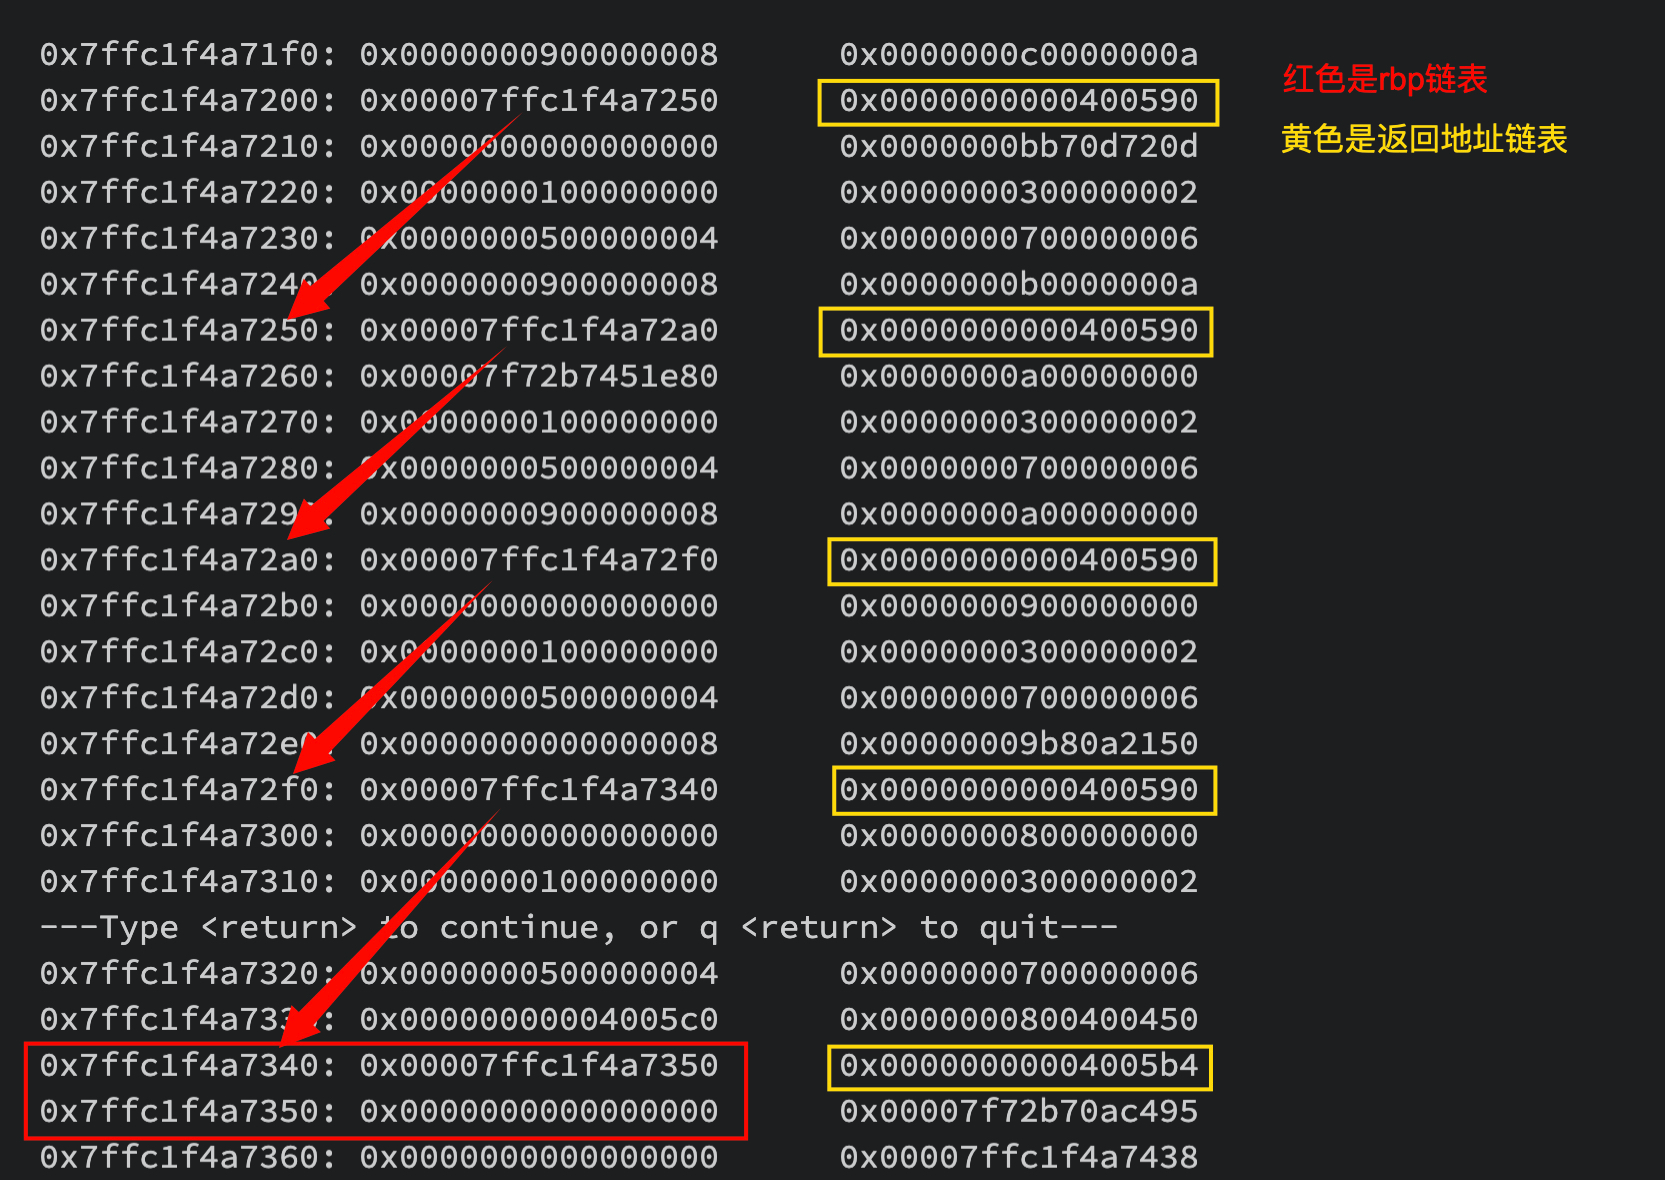 0x7ffc1f4a71f0: 0x0000000900000008 0x0000000c0000000a
红色是rbp链表
0x7ffc1f4a7200: 0x00007ffc1f4a7250 0x0000000000400590
黄色是返回地址链表
0x7ffc1f4a7210: 0x0000000000000000 0x0000000bb70d720d
0x7ffc1f4a7220: 0x0000000100000000 0x0000000300000002
0x7ffc1f4a7230: 0x0000000500000004 0x0000000700000006
0x7ffc1f4a7240: 0x0000000900000008 0x0000000b0000000a
0x7ffc1f4a7250: 0x00007ffc1f4a72a0 0x0000000000400590
0x7ffc1f4a7260: 0x00007f72b7451e80 0x0000000a00000000
0x7ffc1f4a7270: 0x0000000100000000 0x0000000300000002
0x7ffc1f4a7280: 0x0000000500000004 0x0000000700000006
0x7ffc1f4a7290: 0x0000000900000008 0x0000000a00000000
0x7ffc1f4a72a0: 0x00007ffc1f4a72f0 0x0000000000400590
0x7ffc1f4a72b0: 0x0000000000000000 0x0000000900000000
0x7ffc1f4a72c0: 0x0000000100000000 0x0000000300000002
0x7ffc1f4a72d0: 0x0000000500000004 0x0000000700000006
0x7ffc1f4a72e0: 0x0000000000000008 0x00000009b80a2150
0x7ffc1f4a72f0: 0x00007ffc1f4a7340 0x0000000000400590
0x7ffc1f4a7300: 0x0000000000000000 0x0000000800000000
0x7ffc1f4a7310: 0x0000000100000000 0x0000000300000002
---Type <return> to continue, or q <return> to quit---
0x7ffc1f4a7320: 0x0000000500000004 0x0000000700000006
0x7ffc1f4a7330: 0x00000000004005c0 0x0000000800400450
0x7ffc1f4a7340: 0x00007ffc1f4a7350 0x00000000004005b4
0x7ffc1f4a7350: 0x0000000000000000 0x00007f72b70ac495
0x7ffc1f4a7360: 0x0000000000000000 0x00007ffc1f4a7438